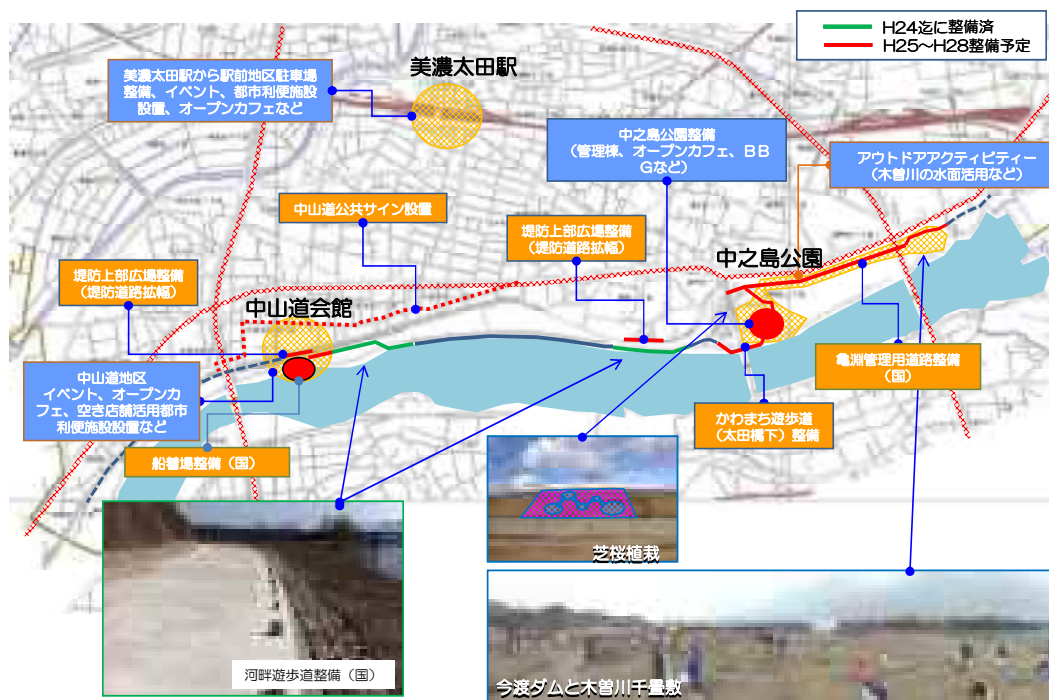 H24迄に整備済
H25～H28整備予定
美濃太田駅
美濃太田駅から駅前地区駐車場
整備、イベント、都市利便施設
設置、オープンカフェなど
中之島公園整備
（管理棟、オープンカフェ、BB
Gなど）
アウトドアアクティビティー
（木曽川の水面活用など）
中山道公共サイン設置
堤防上部広場整備
（堤防道路拡幅）
中之島公園
堤防上部広場整備
（堤防道路拡幅）
中山道会館
亀淵管理用道路整備
（国）
中山道地区
イベント、オープンカ
フェ、空き店舗活用都市
利便施設設置など
かわまち遊歩道
（太田橋下）整備
船着場整備（国）
芝桜植栽
河畔遊歩道整備（国）
今渡ダムと木曽川千畳敷